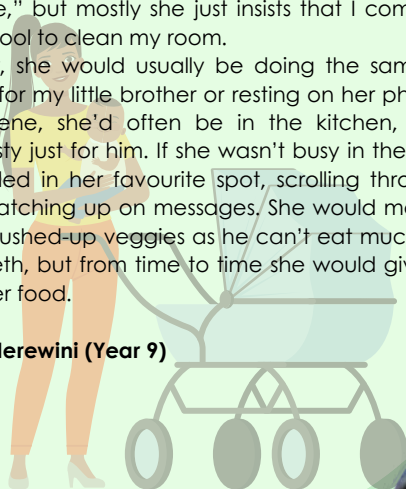 e,” but mostly she just insists that I com
ool to clean my room.
, she would usually be doing the sam
for my little brother or resting on her ph
ene, she’d often be in the kitchen,
sty just for him. If she wasn’t busy in the
led in her favourite spot, scrolling thro
atching up on messages. She would ma
ushed-up veggies as he can’t eat much
eth, but from time to time she would giv
er food.
erewini (Year 9)